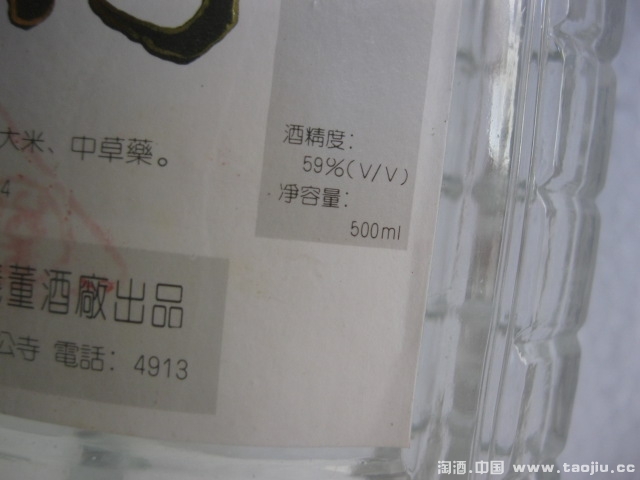 大米、中草藥。
4
酒精度：
59%(V/V)
净容量：
500ml
董酒廠出品
公寺 電話：4913
淘酒.中国 www.taojiu.cc